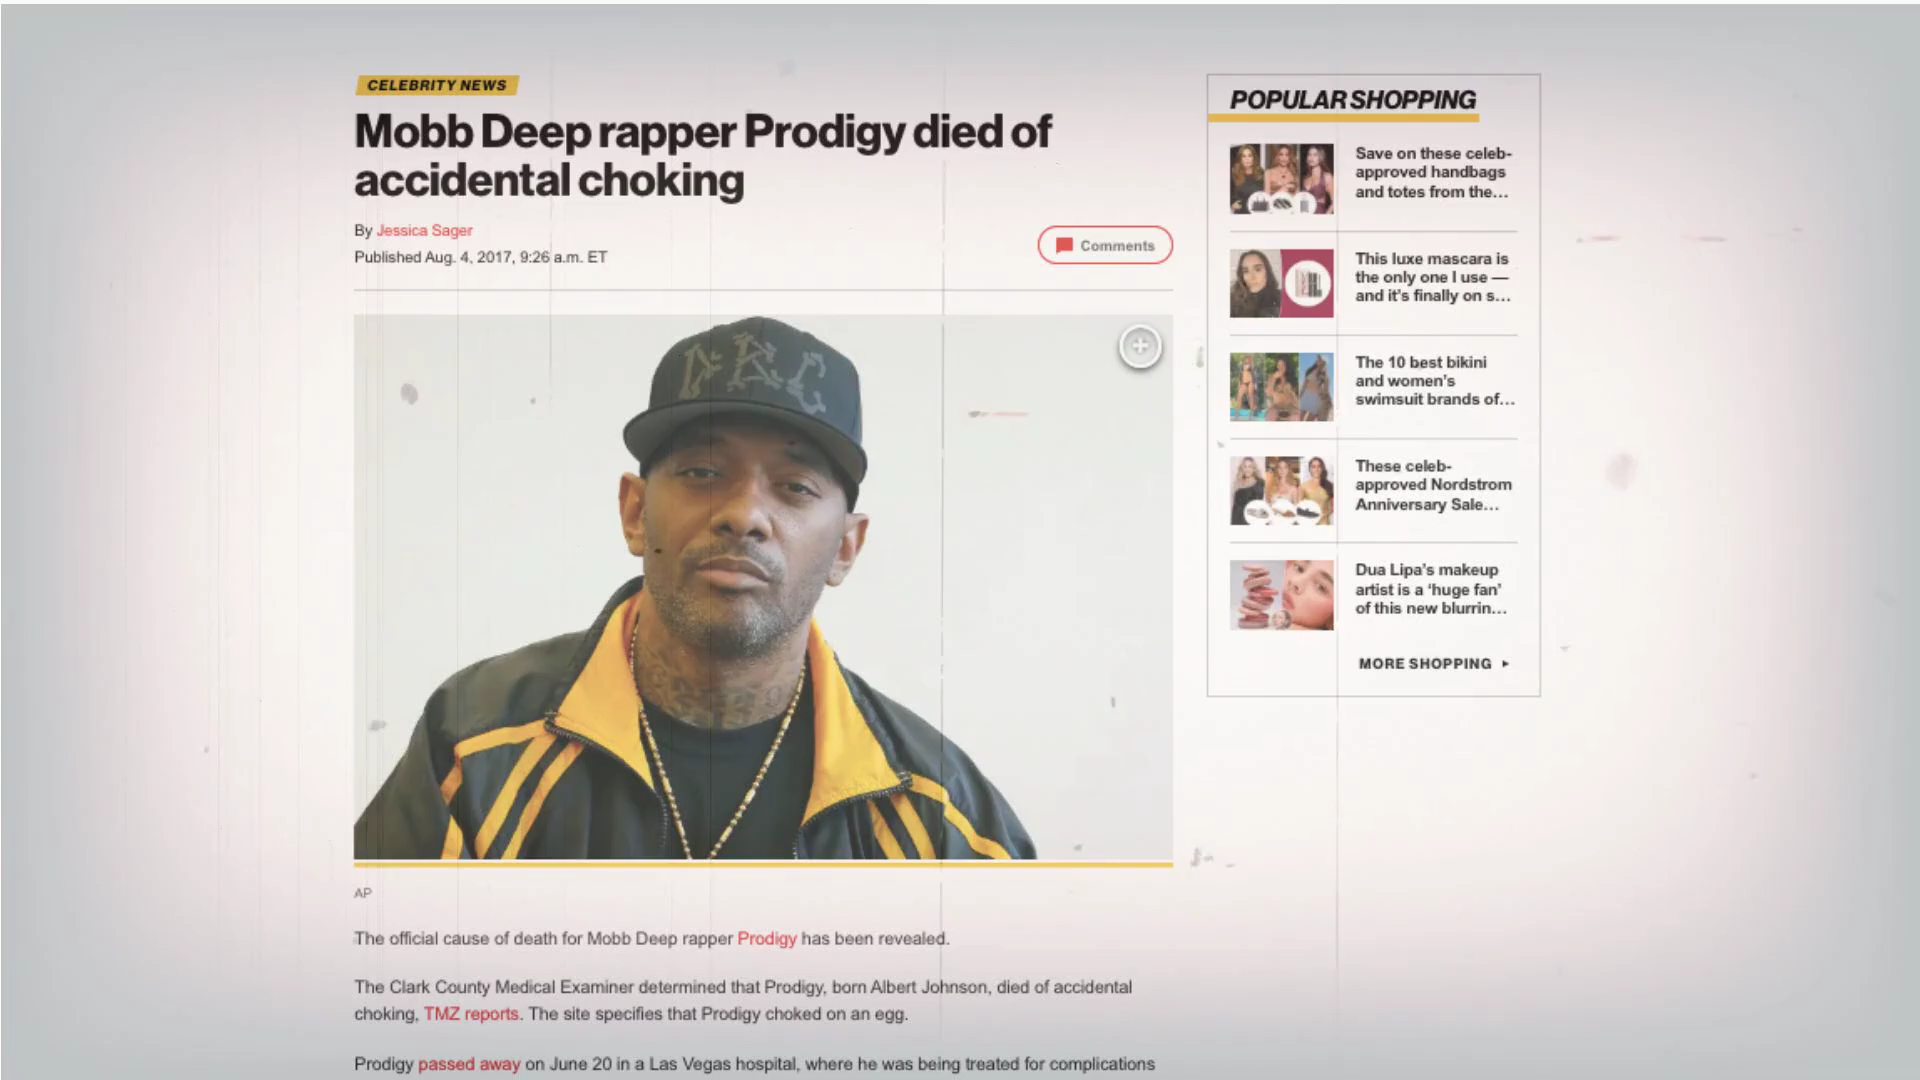 CELEBRITY NEWS
Mobb Deep rapper Prodigy died of
accidental choking
By Jessica Sager
Published Aug. 4, 2017, 9:26 a.m. ET
Comments
AP
The official cause of death for Mobb Deep rapper Prodigy has been revealed.
The Clark County Medical Examiner determined that Prodigy, born Albert Johnson, died of accidental
choking, TMZ reports. The site specifies that Prodigy choked on an egg.
Prodigy passed away on June 20 in a Las Vegas hospital, where he was being treated for complications
POPULAR SHOPPING
Save on these celeb-
approved handbags
and totes from the...
This luxe mascara is
the only one I use —
and it's finally on s...
The 10 best bikini
and women's
swimsuit brands of...
These celeb-
approved Nordstrom
Anniversary Sale...
Dua Lipa's makeup
artist is a 'huge fan'
of this new blurrin...
MORE SHOPPING